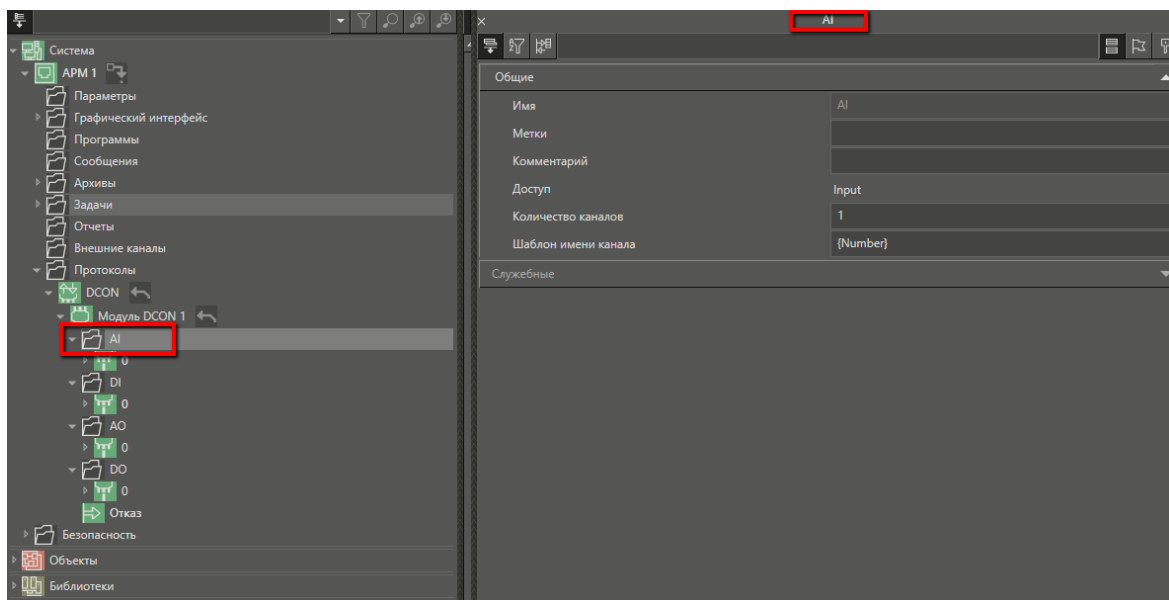 Система
АРМ 1
Параметры
Графический интерфейс
Программы
Сообщения
Архивы
Задачи
Отчеты
Внешние каналы
Протоколы
DCON
Модуль DCON 1
AI
0
DI
0
AO
0
DO
0
Отказ
Безопасность
Объекты
Библиотеки
AI
Общие
Имя AI
Метки
Комментарий
Доступ Input
Количество каналов 1
Шаблон имени канала {Number}
Служебные